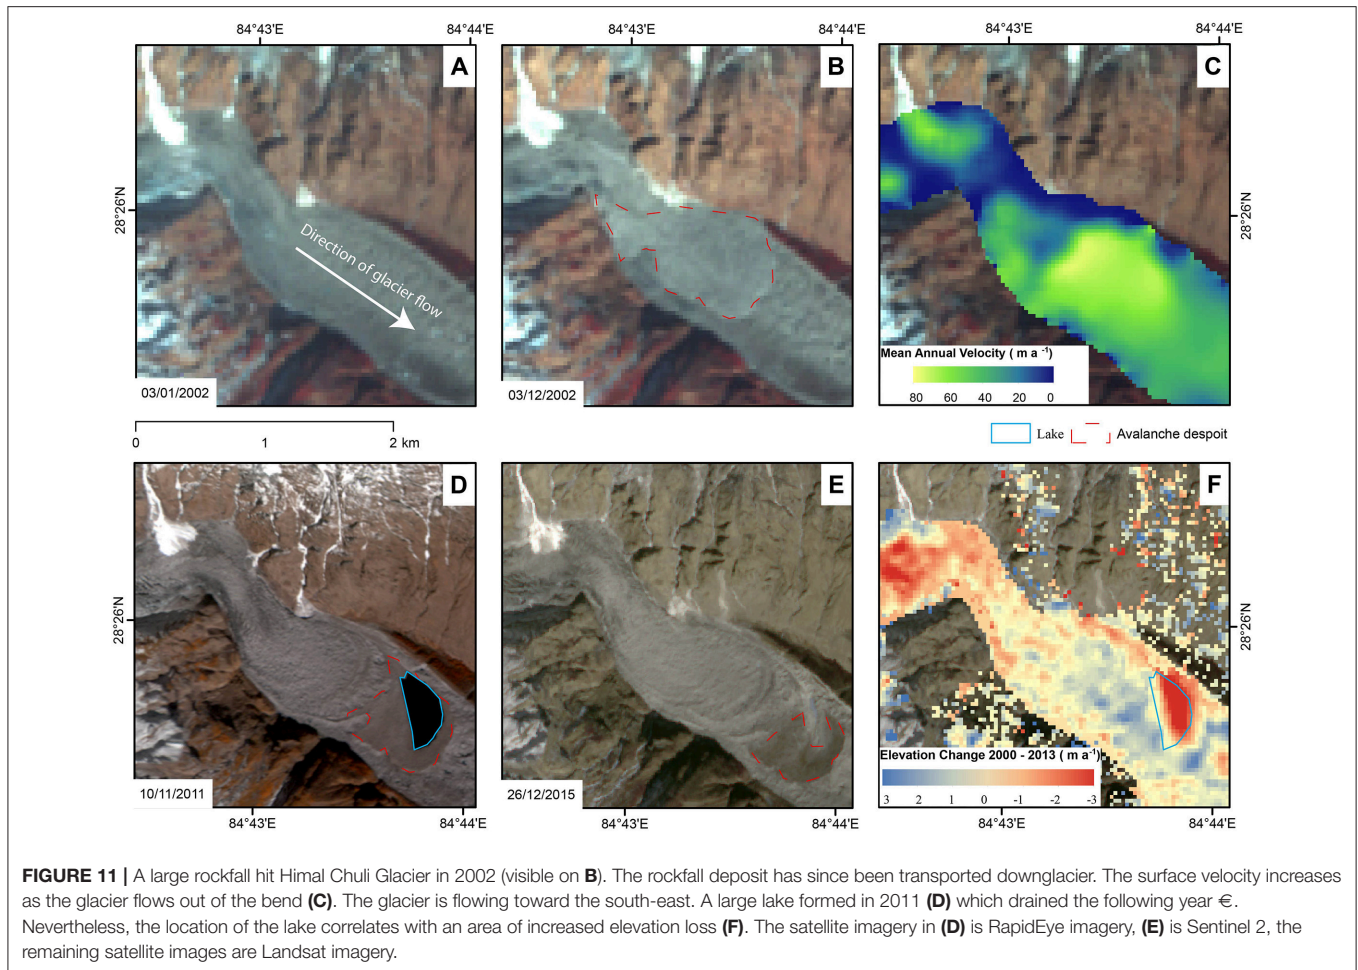 84°43'E 84°44'E 84°43'E 84°44'E 84°43'E 84°44'E
A B C
28°26'N
28°26'N
Direction of glacier flow
Mean Annual Velocity ( m a -1)
80 60 40 20 0
03/01/2002 03/12/2002
0 1 2 km
Lake Avalanche despoit
D E F
28°26'N
28°26'N
Elevation Change 2000 - 2013 ( m a-1)
3 2 1 0 -1 -2 -3
10/11/2011 26/12/2015
84°43'E 84°44'E 84°43'E 84°44'E 84°43'E 84°44'E
FIGURE 11 | A large rockfall hit Himal Chuli Glacier in 2002 (visible on B). The rockfall deposit has since been transported downglacier. The surface velocity increases
as the glacier flows out of the bend (C). The glacier is flowing toward the south-east. A large lake formed in 2011 (D) which drained the following year €.
Nevertheless, the location of the lake correlates with an area of increased elevation loss (F). The satellite imagery in (D) is RapidEye imagery, (E) is Sentinel 2, the
remaining satellite images are Landsat imagery.